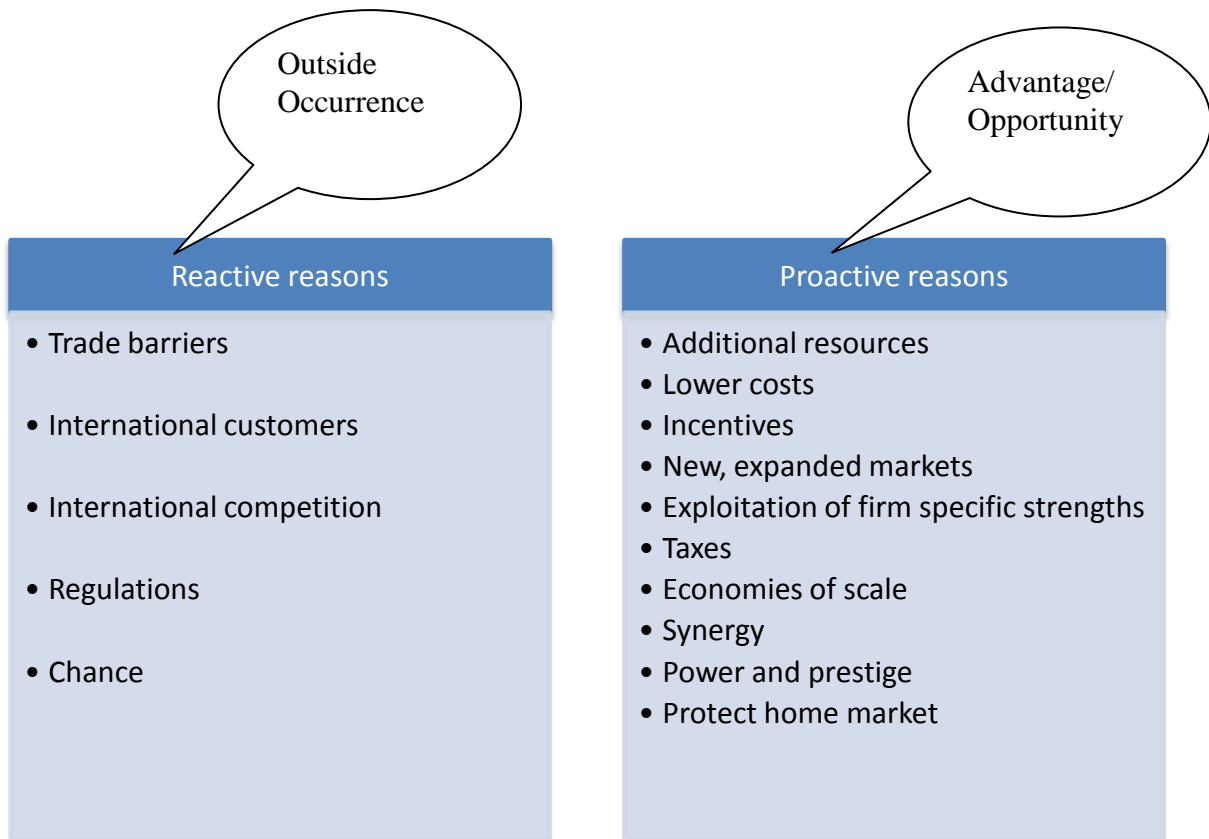 Outside
Occurrence
Advantage/
Opportunity
Reactive reasons
• Trade barriers
• International customers
• International competition
• Regulations
• Chance
Proactive reasons
• Additional resources
• Lower costs
• Incentives
• New, expanded markets
• Exploitation of firm specific strengths
• Taxes
• Economies of scale
• Synergy
• Power and prestige
• Protect home market